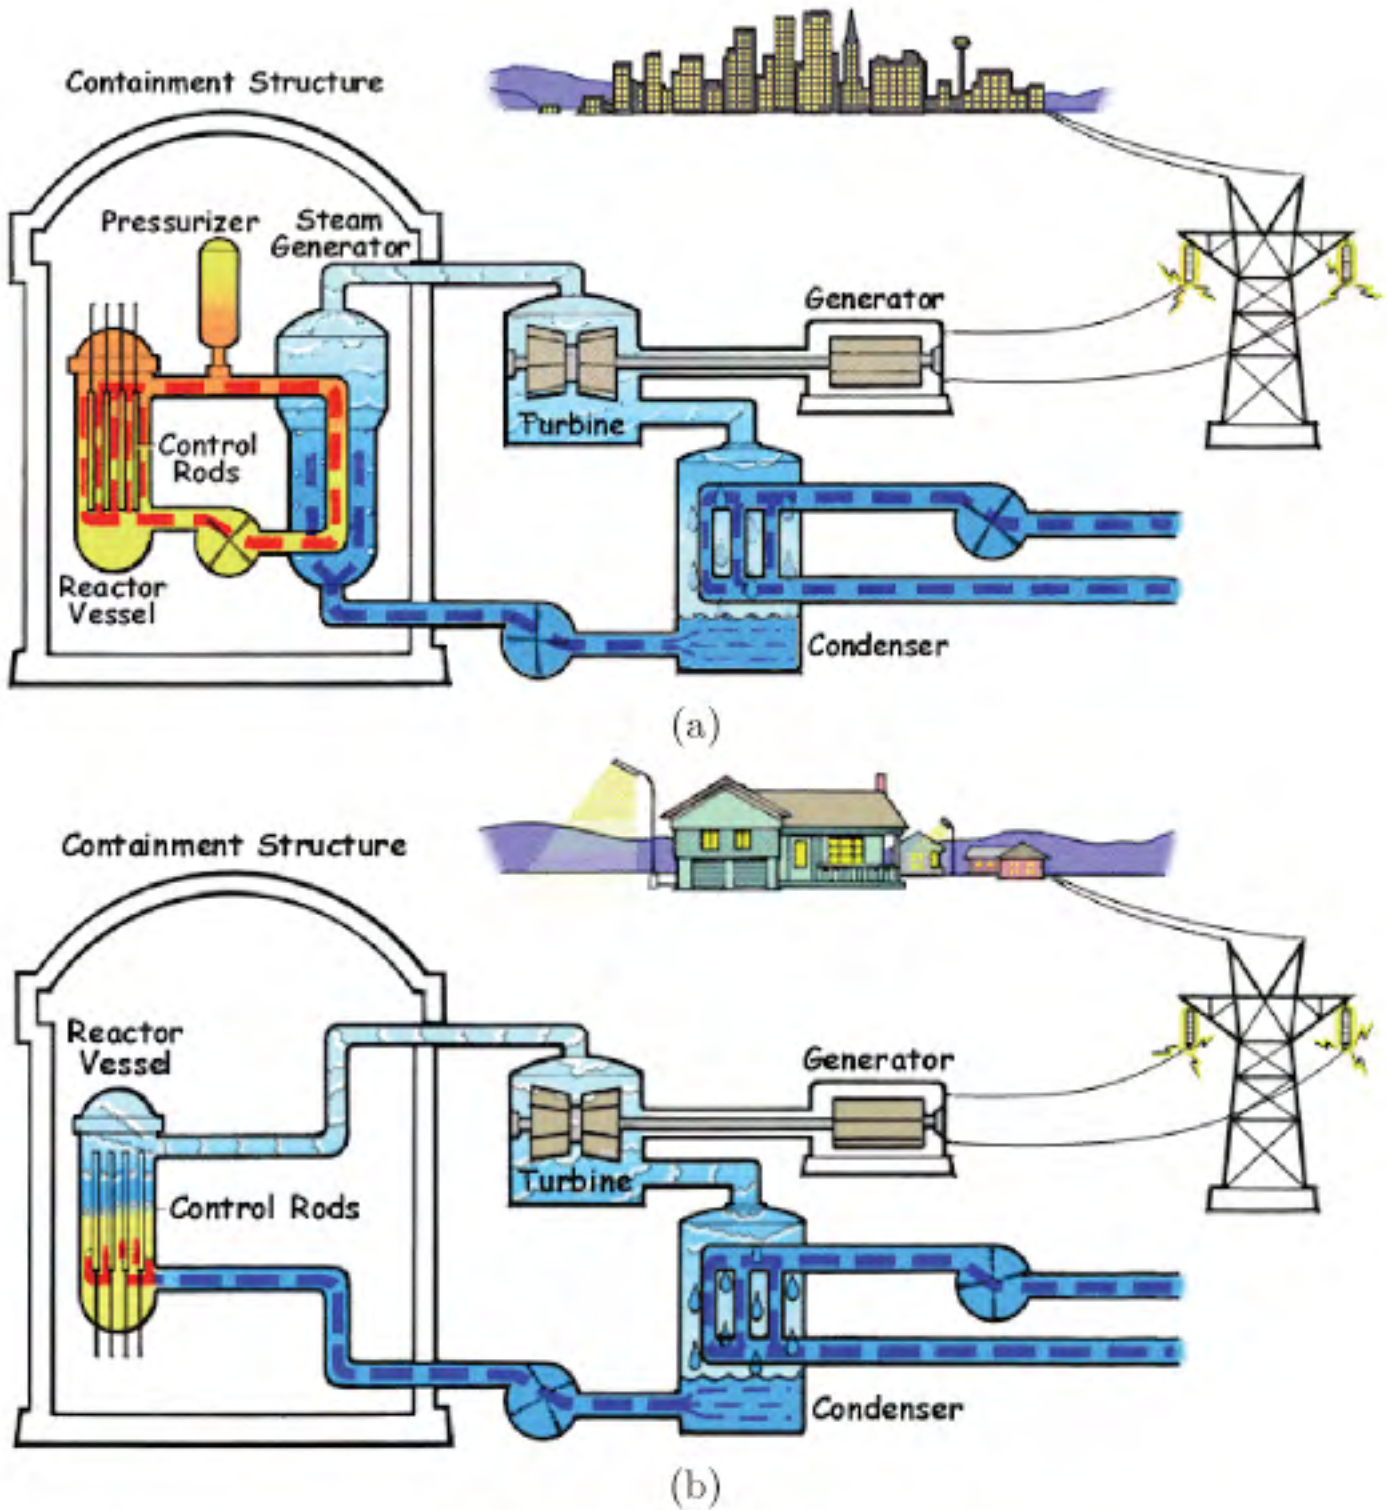 Containment Structure
Pressurizer
Steam
Generator
Generator
Turbine
Control
Rods
Reactor
Vessel
Condenser
(a)
Containment Structure
Reactor
Vessel
Generator
Turbine
Control Rods
Condenser
(b)